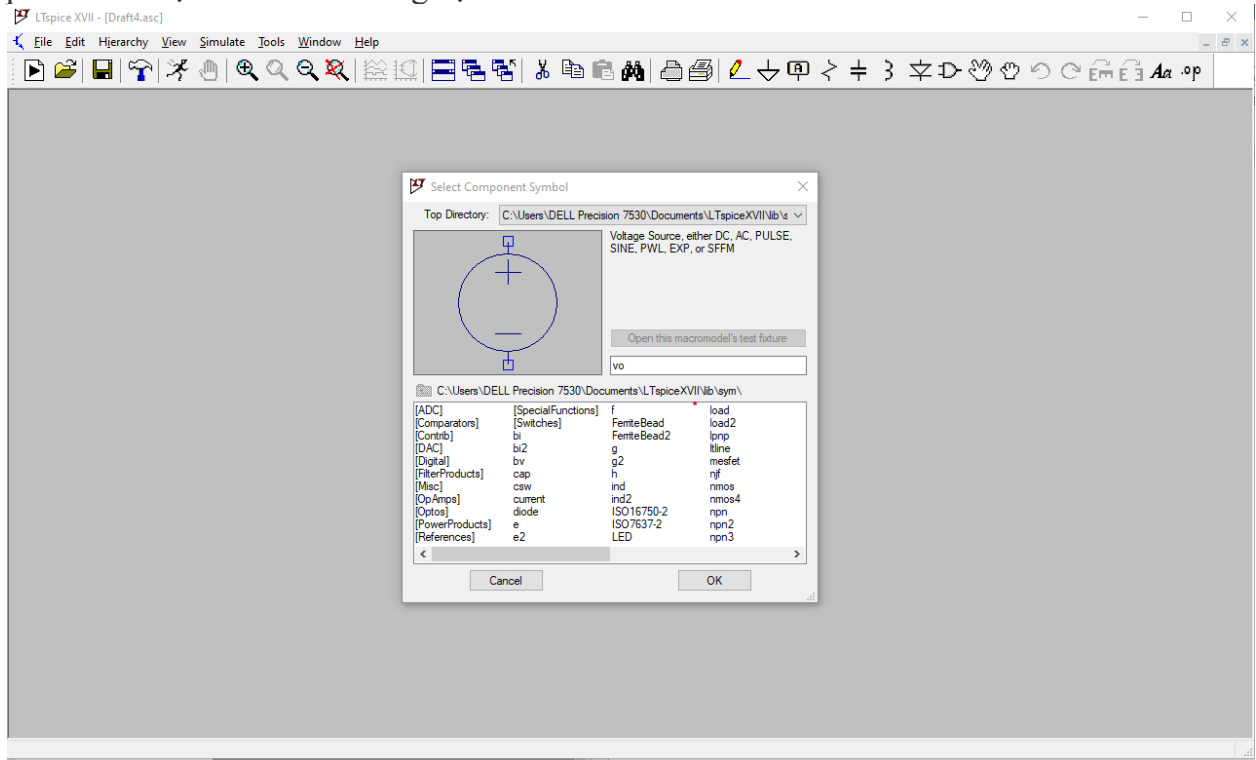 LTspice XVII - [Draft4.asc]
File Edit Hierarchy View Simulate Tools Window Help
Aa .op
Select Component Symbol
Top Directory: C:\Users\DELL Precision 7530\Documents\LTspiceXVII\lib\s
Voltage Source, either DC, AC, PULSE,
SINE, PWL, EXP, or SFFM
Open this macromodel's test fixture
vo
C:\Users\DELL Precision 7530\Documents\LTspiceXVII\lib\sym\
[ADC] [SpecialFunctions] f load
[Comparators] [Switches] FerriteBead load2
[Contrib] bi FerriteBead2 lpnp
[DAC] bi2 g ltline
[Digital] bv g2 mesfet
[FilterProducts] cap h njf
[Misc] csw ind nmos
[OpAmps] current ind2 nmos4
[Optos] diode ISO16750-2 npn
[PowerProducts] e ISO7637-2 npn2
[References] e2 LED npn3
Cancel OK